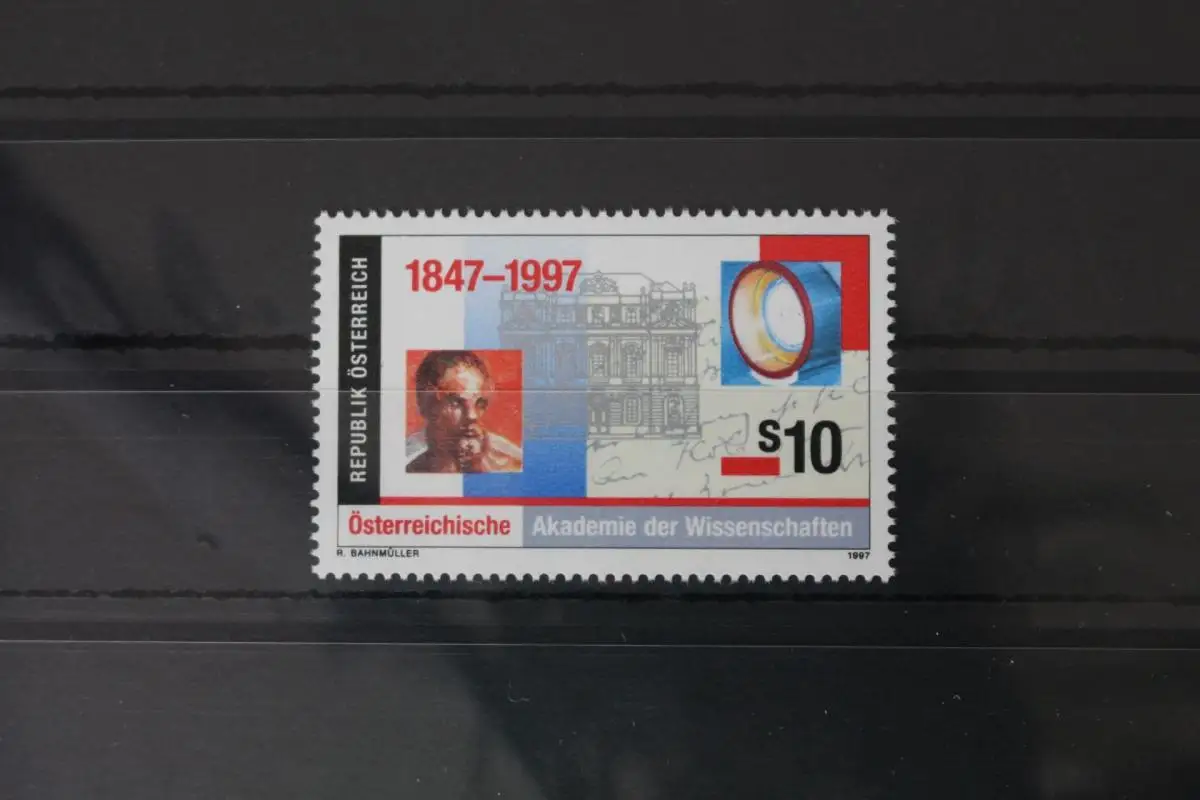 REPUBLIK ÖSTERREICH
1847–1997
S10
Österreichische Akademie der Wissenschaften
R. BAHNMÜLLER 1997